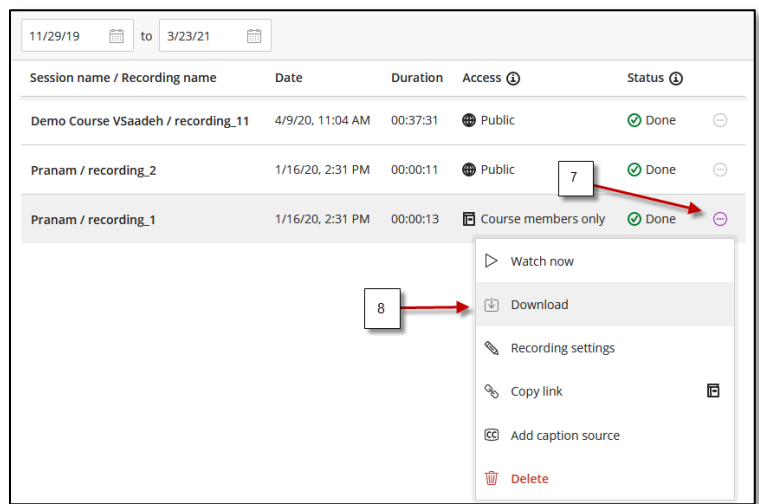 11/29/19 to 3/23/21
Session name / Recording name Date Duration Access Status
Demo Course VSaadeh / recording_11 4/9/20, 11:04 AM 00:37:31 Public Done
Pranam / recording_2 1/16/20, 2:31 PM 00:00:11 Public Done
7
Pranam / recording_1 1/16/20, 2:31 PM 00:00:13 Course members only Done
Watch now
8
Download
Recording settings
Copy link
CC Add caption source
Delete